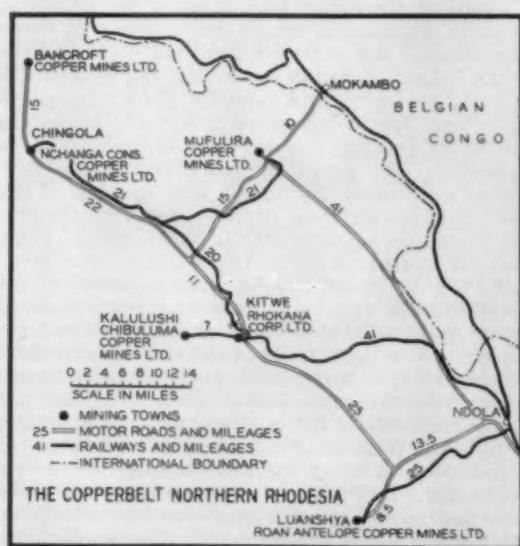 BANCROFT
COPPER MINES LTD.
MOKAMBO
BELGIAN
CONGO
15
10
CHINGOLA
NCHANGA CONS.
COPPER
MINES LTD.
MUFULIRA
COPPER
MINES LTD.
21
22
15
21
41
20
11
KITWE
RHOKANA
CORP. LTD.
KALULUSHI
CHIBULUMA
COPPER
MINES LTD.
7
41
0 2 4 6 8 10 12 14
SCALE IN MILES
MINING TOWNS
25 MOTOR ROADS AND MILEAGES
41 RAILWAYS AND MILEAGES
INTERNATIONAL BOUNDARY
NDOLA
13.5
8.5
THE COPPERBELT NORTHERN RHODESIA
LUANSHYA
ROAN ANTELOPE COPPER MINES LTD.